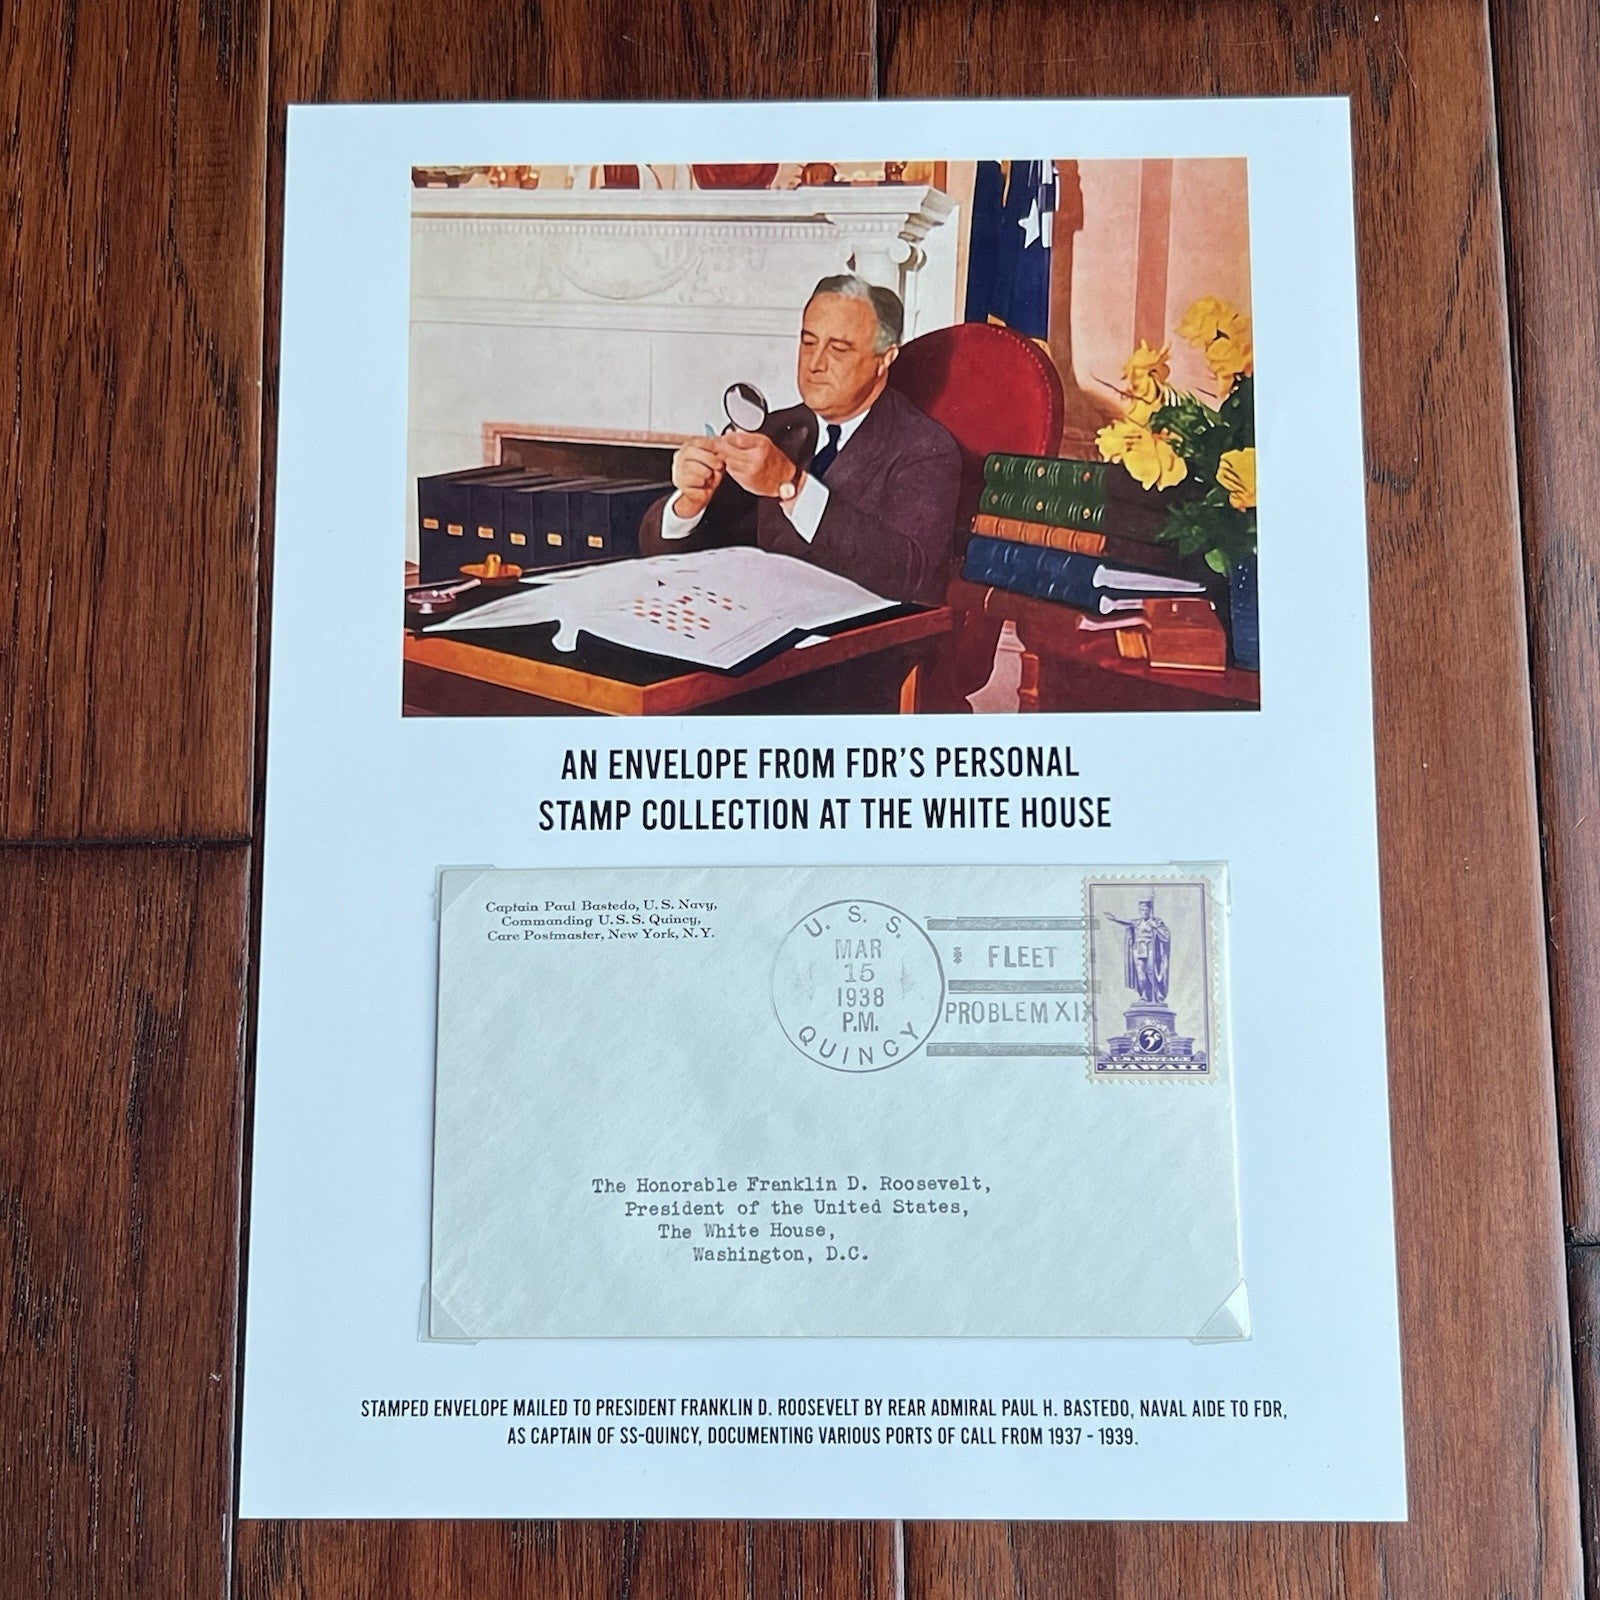 AN ENVELOPE FROM FDR'S PERSONAL
STAMP COLLECTION AT THE WHITE HOUSE
Captain Paul Bastedo, U. S. Navy,
Commanding U. S. S. Quincy,
Care Postmaster, New York, N. Y.
U. S. S.
MAR
15
1938
P.M.
QUINCY
FLEET
PROBLEM XIX
3¢
U.S. POSTAGE
HAWAII
The Honorable Franklin D. Roosevelt,
President of the United States,
The White House,
Washington, D.C.
STAMPED ENVELOPE MAILED TO PRESIDENT FRANKLIN D. ROOSEVELT BY REAR ADMIRAL PAUL H. BASTEDO, NAVAL AIDE TO FDR,
AS CAPTAIN OF SS-QUINCY, DOCUMENTING VARIOUS PORTS OF CALL FROM 1937 - 1939.